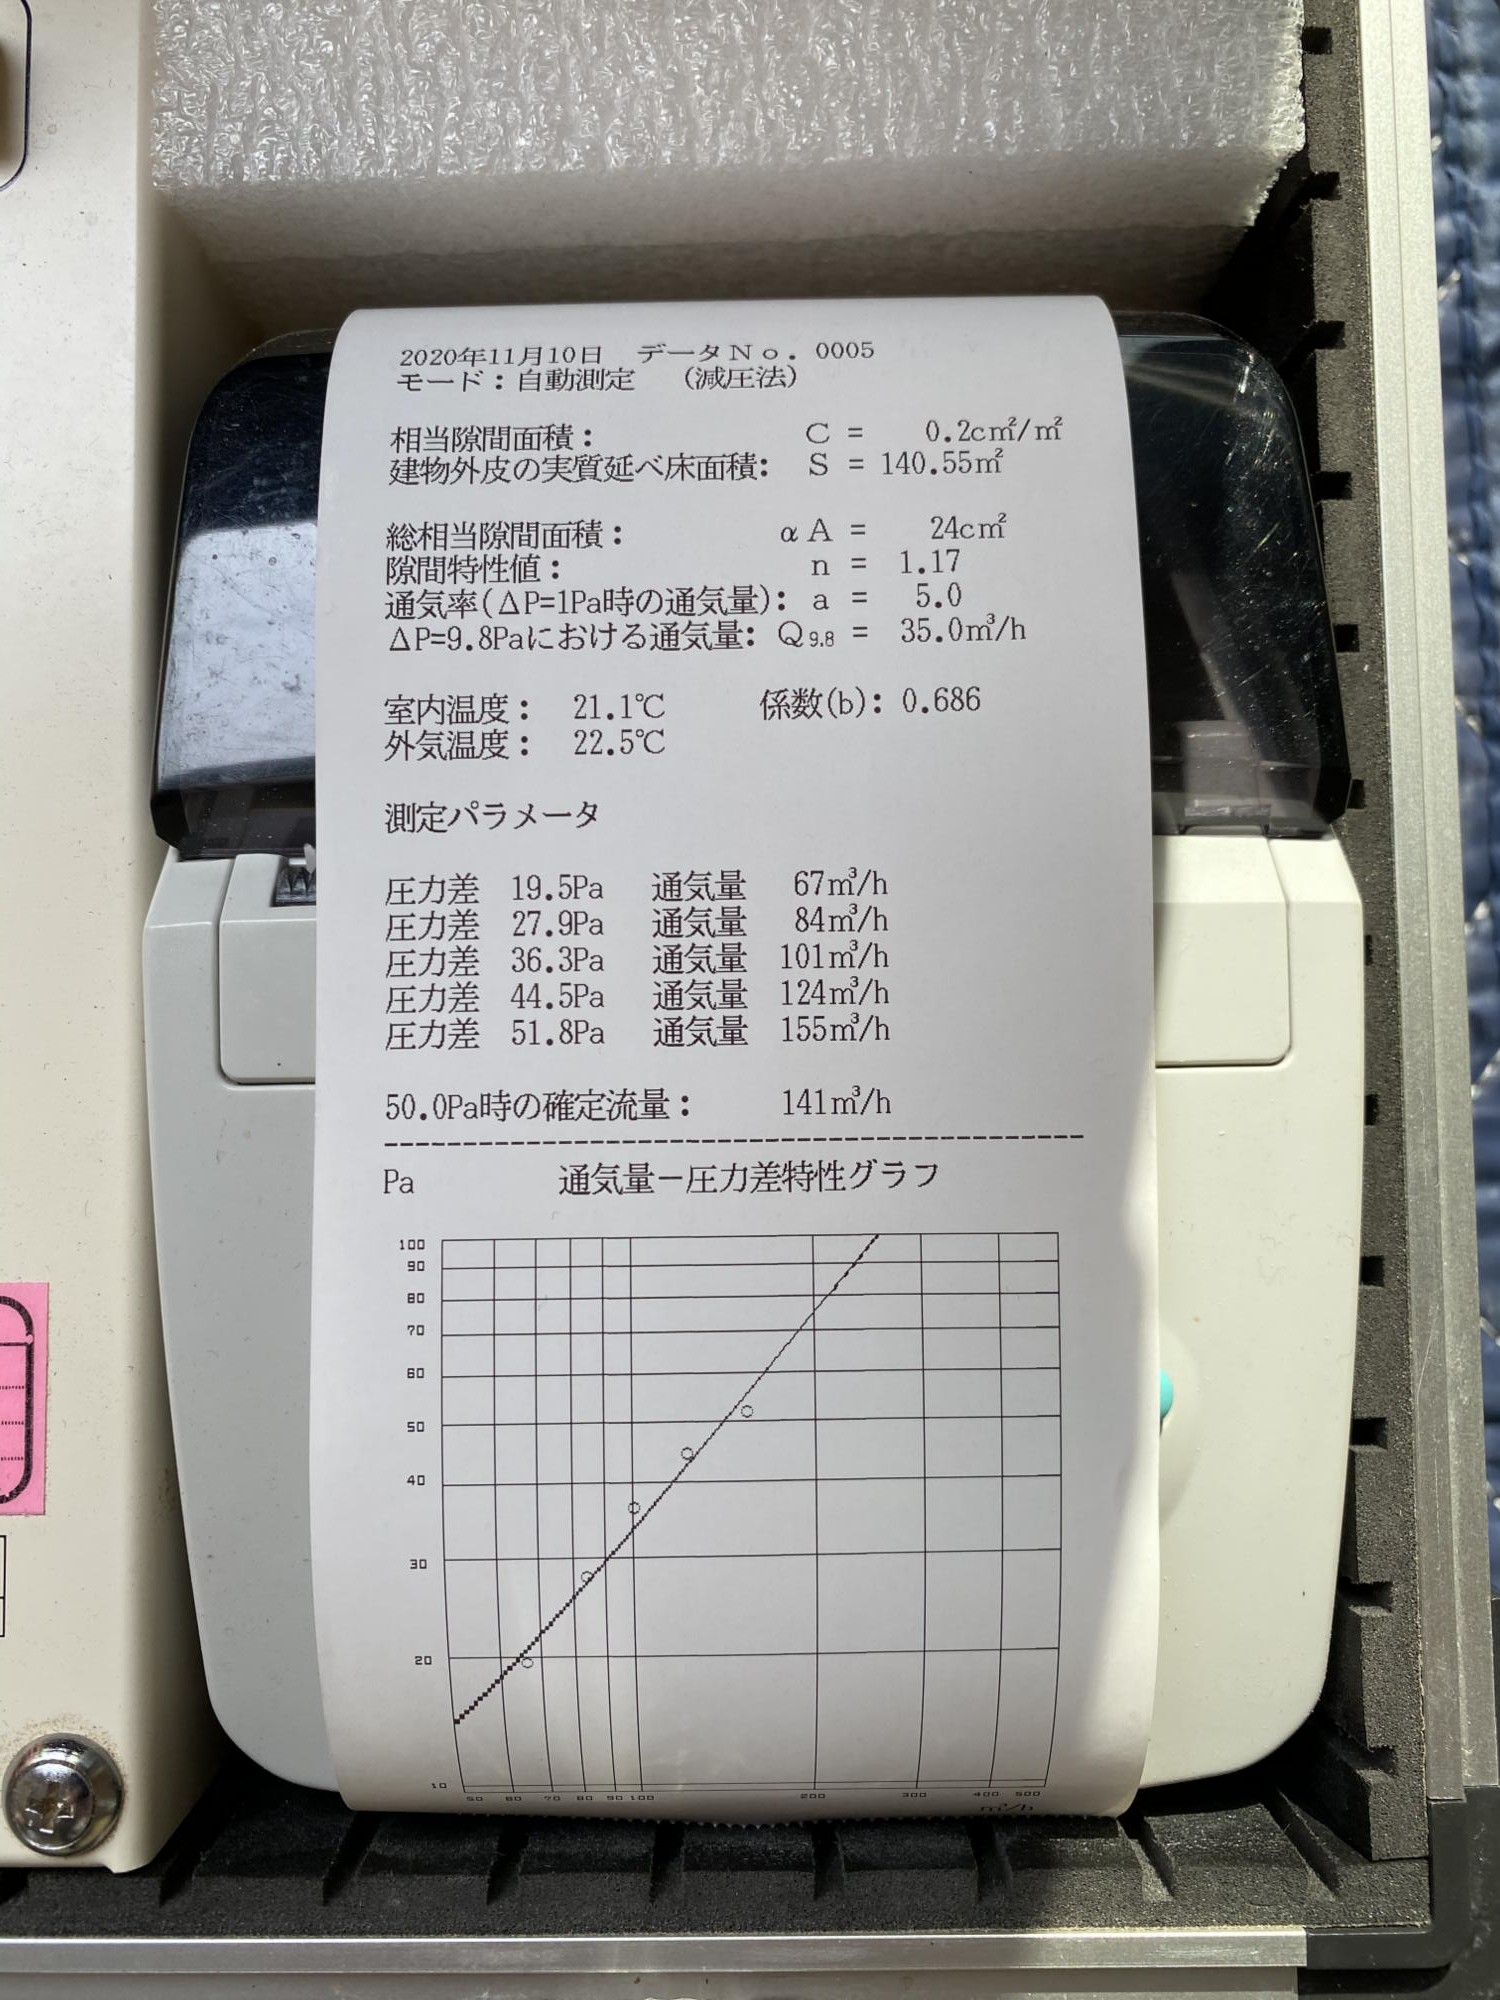 2020年11月10日 データNo. 0005
モード:自動測定 (減圧法)
相当隙間面積: C = 0.2cm²/m²
建物外皮の実質延べ床面積: S = 140.55m²
総相当隙間面積: αA = 24cm²
隙間特性値: n = 1.17
通気率(ΔP=1Pa時の通気量): a = 5.0
ΔP=9.8Paにおける通気量: Q9.8 = 35.0m³/h
室内温度: 21.1℃ 係数(b): 0.686
外気温度: 22.5℃
測定パラメータ
圧力差 19.5Pa 通気量 67m³/h
圧力差 27.9Pa 通気量 84m³/h
圧力差 36.3Pa 通気量 101m³/h
圧力差 44.5Pa 通気量 124m³/h
圧力差 51.8Pa 通気量 155m³/h
50.0Pa時の確定流量: 141m³/h
Pa 通気量−圧力差特性グラフ
100
90
80
70
60
50
40
30
20
10
50 60 70 80 90 100 200 300 400 500
m³/h